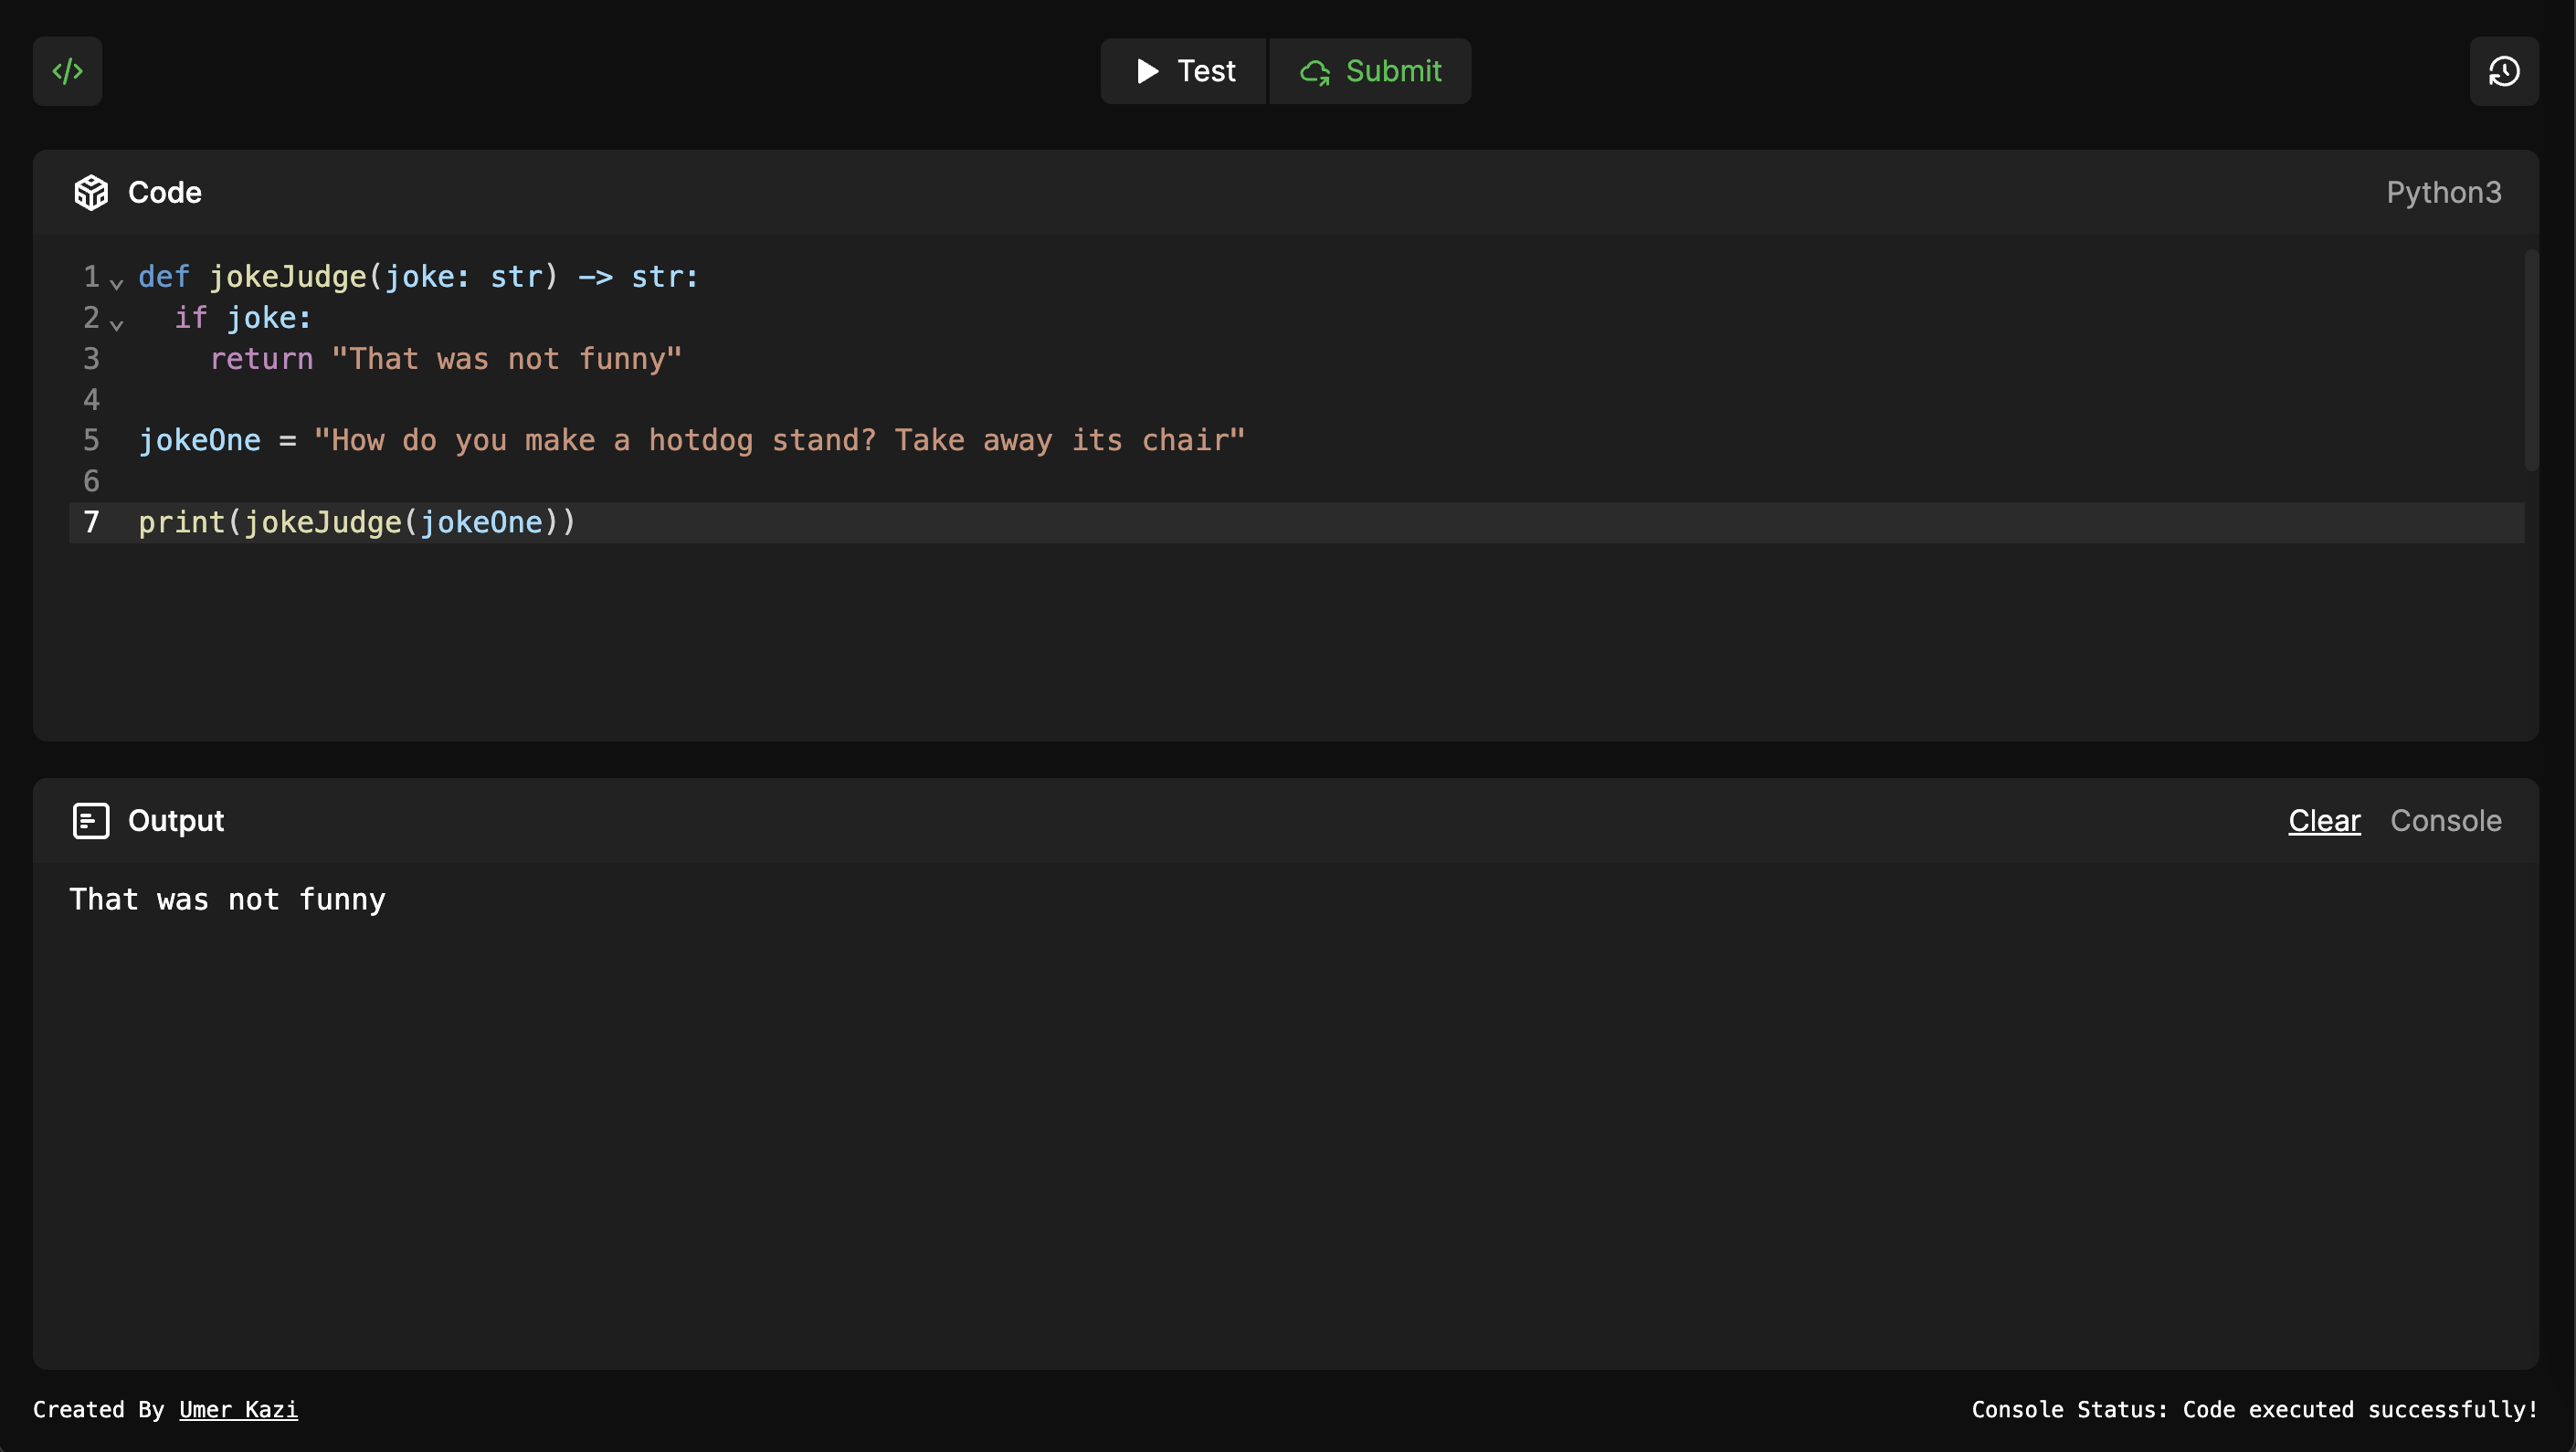 </>
Test
Submit
Code
Python3
1 def jokeJudge(joke: str) -> str:
2   if joke:
3     return "That was not funny"
4
5 jokeOne = "How do you make a hotdog stand? Take away its chair"
6
7 print(jokeJudge(jokeOne))
Output
Clear
Console
That was not funny
Created By Umer Kazi
Console Status: Code executed successfully!